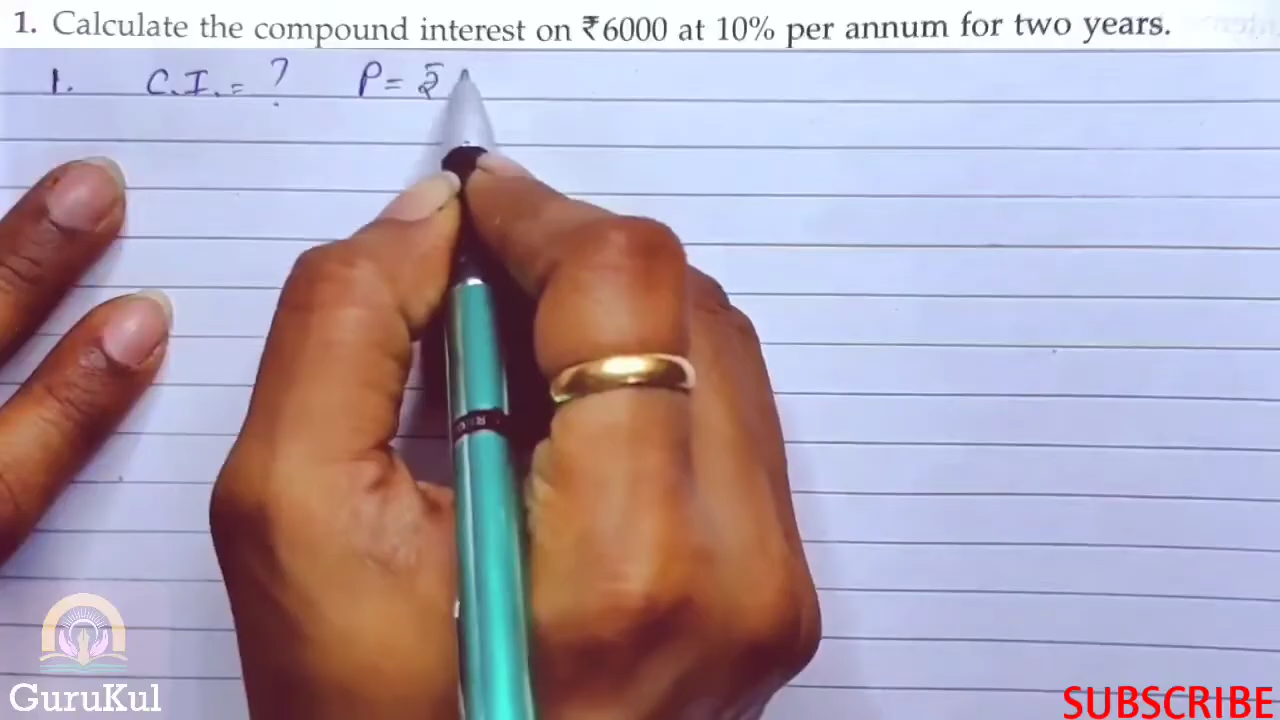 1. Calculate the compound interest on ₹6000 at 10% per annum for two years.
1. C.I. = ? P = ₹
GuruKul
SUBSCRIBE